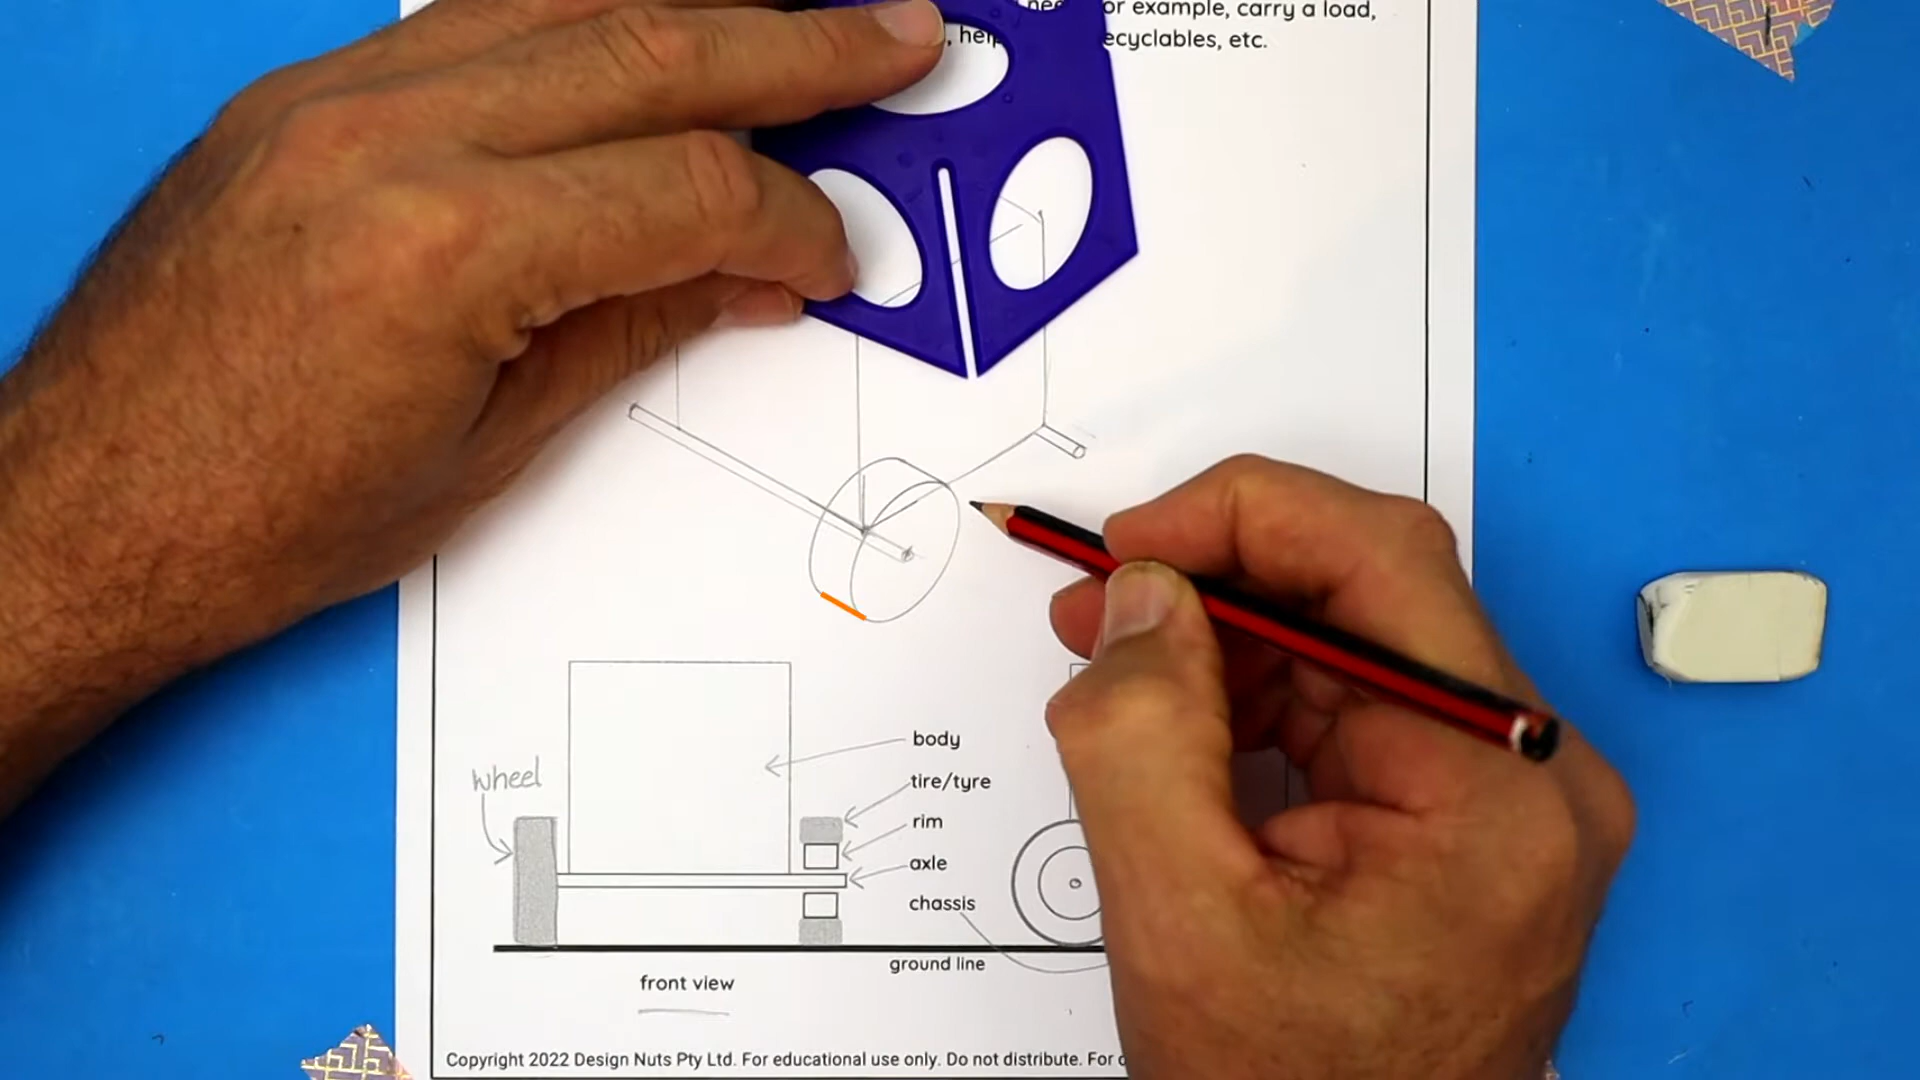 or example, carry a load,
ecyclables, etc.
body
wheel
tire/tyre
rim
axle
chassis
ground line
front view
Copyright 2022 Design Nuts Pty Ltd. For educational use only. Do not distribute. For